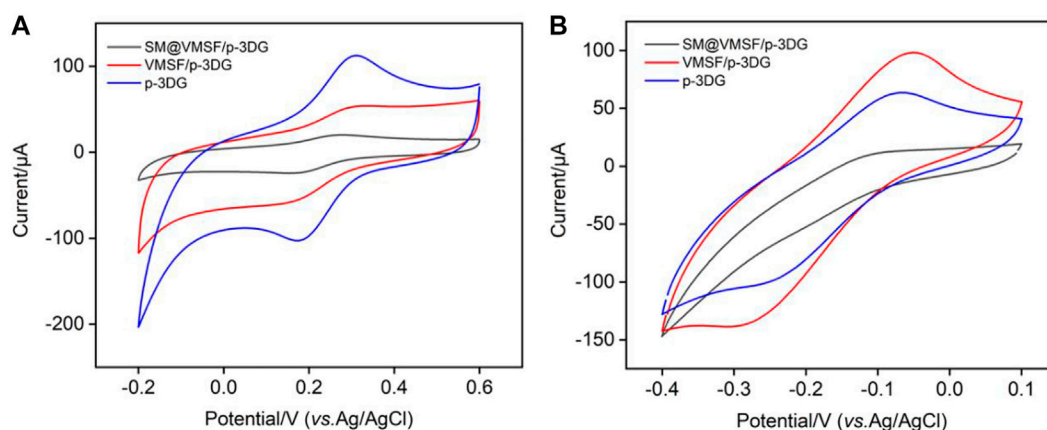 A
SM@VMSF/p-3DG
VMSF/p-3DG
p-3DG
100
0
-100
-200
Current/μA
-0.2 0.0 0.2 0.4 0.6
Potential/V (vs.Ag/AgCl)
B
SM@VMSF/p-3DG
VMSF/p-3DG
p-3DG
100
50
0
-50
-100
-150
Current/μA
-0.4 -0.3 -0.2 -0.1 0.0 0.1
Potential/V (vs.Ag/AgCl)